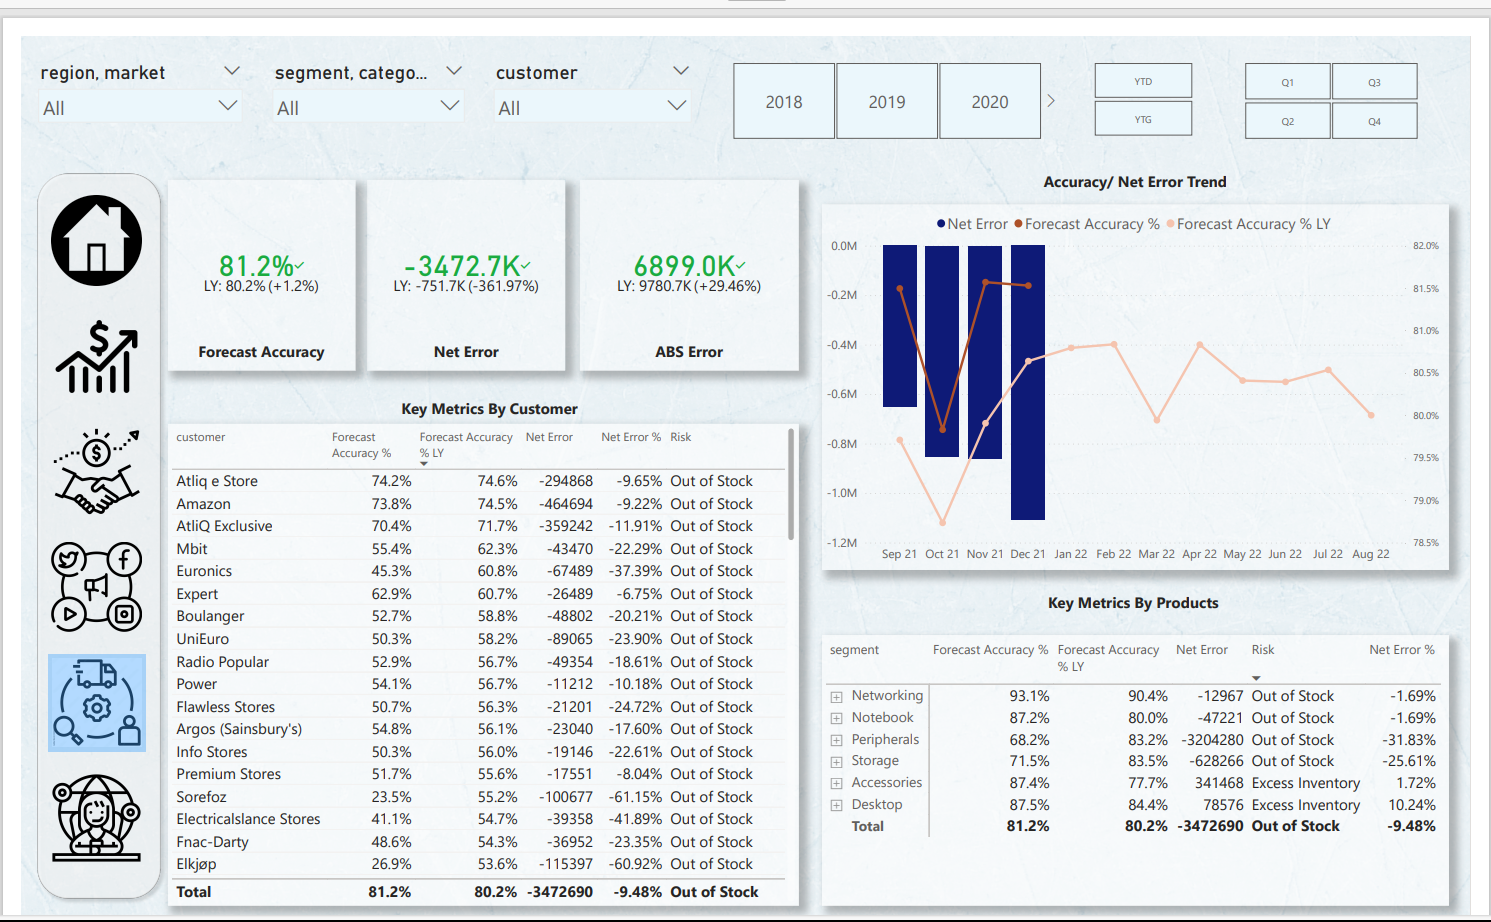 region, market
segment, catego...
customer
All
All
All
2018
2019
2020
YTD
YTG
Q1
Q3
Q2
Q4
81.2%
LY: 80.2% (+1.2%)
Forecast Accuracy
-3472.7K
LY: -751.7K (-361.97%)
Net Error
6899.0K
LY: 9780.7K (+29.46%)
ABS Error
Accuracy/ Net Error Trend
Net Error Forecast Accuracy % Forecast Accuracy % LY
0.0M
-0.2M
-0.4M
-0.6M
-0.8M
-1.0M
-1.2M
82.0%
81.5%
81.0%
80.5%
80.0%
79.5%
79.0%
78.5%
Sep 21 Oct 21 Nov 21 Dec 21 Jan 22 Feb 22 Mar 22 Apr 22 May 22 Jun 22 Jul 22 Aug 22
Key Metrics By Customer
customer Forecast Accuracy % Forecast Accuracy % LY Net Error Net Error % Risk
Atliq e Store 74.2% 74.6% -294868 -9.65% Out of Stock
Amazon 73.8% 74.5% -464694 -9.22% Out of Stock
AtliQ Exclusive 70.4% 71.7% -359242 -11.91% Out of Stock
Mbit 55.4% 62.3% -43470 -22.29% Out of Stock
Euronics 45.3% 60.8% -67489 -37.39% Out of Stock
Expert 62.9% 60.7% -26489 -6.75% Out of Stock
Boulanger 52.7% 58.8% -48802 -20.21% Out of Stock
UniEuro 50.3% 58.2% -89065 -23.90% Out of Stock
Radio Popular 52.9% 56.7% -49354 -18.61% Out of Stock
Power 54.1% 56.7% -11212 -10.18% Out of Stock
Flawless Stores 50.7% 56.3% -21201 -24.72% Out of Stock
Argos (Sainsbury's) 54.8% 56.1% -23040 -17.60% Out of Stock
Info Stores 50.3% 56.0% -19146 -22.61% Out of Stock
Premium Stores 51.7% 55.6% -17551 -8.04% Out of Stock
Sorefoz 23.5% 55.2% -100677 -61.15% Out of Stock
Electricalslance Stores 41.1% 54.7% -39358 -41.89% Out of Stock
Fnac-Darty 48.6% 54.3% -36952 -23.35% Out of Stock
Elkjøp 26.9% 53.6% -115397 -60.92% Out of Stock
Total 81.2% 80.2% -3472690 -9.48% Out of Stock
Key Metrics By Products
segment Forecast Accuracy % Forecast Accuracy % LY Net Error Risk Net Error %
Networking 93.1% 90.4% -12967 Out of Stock -1.69%
Notebook 87.2% 80.0% -47221 Out of Stock -1.69%
Peripherals 68.2% 83.2% -3204280 Out of Stock -31.83%
Storage 71.5% 83.5% -628266 Out of Stock -25.61%
Accessories 87.4% 77.7% 341468 Excess Inventory 1.72%
Desktop 87.5% 84.4% 78576 Excess Inventory 10.24%
Total 81.2% 80.2% -3472690 Out of Stock -9.48%